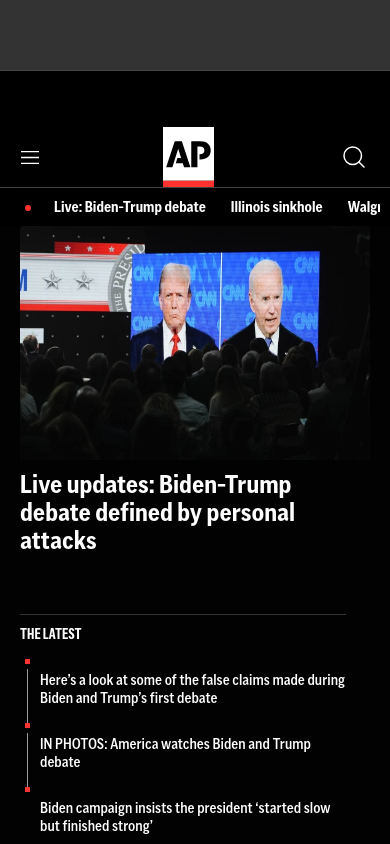 AP
Live: Biden-Trump debate Illinois sinkhole Walgr
THE PRES
CNN CNN
CNN CNN
Live updates: Biden-Trump
debate defined by personal
attacks
THE LATEST
Here's a look at some of the false claims made during
Biden and Trump's first debate
IN PHOTOS: America watches Biden and Trump
debate
Biden campaign insists the president ‘started slow
but finished strong’